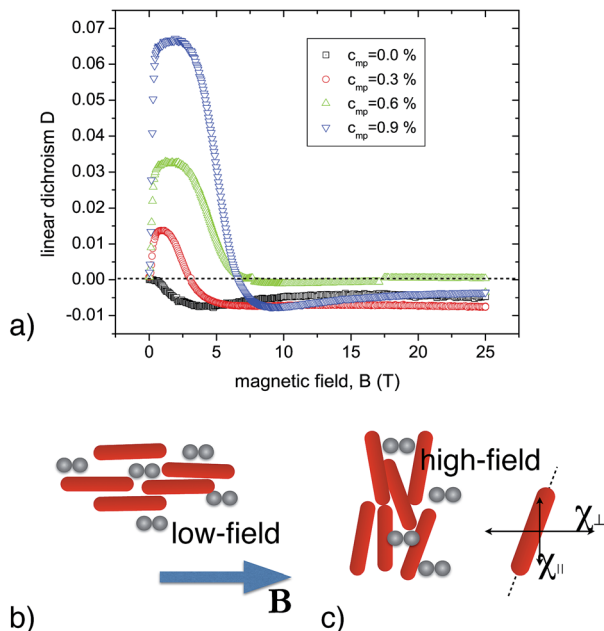 a)
linear dichroism D
0.07
0.06
0.05
0.04
0.03
0.02
0.01
0.00
-0.01
c_mp=0.0 %
c_mp=0.3 %
c_mp=0.6 %
c_mp=0.9 %
0 5 10 15 20 25
magnetic field, B (T)
b)
low-field
B
c)
high-field
χ⊥
χ||